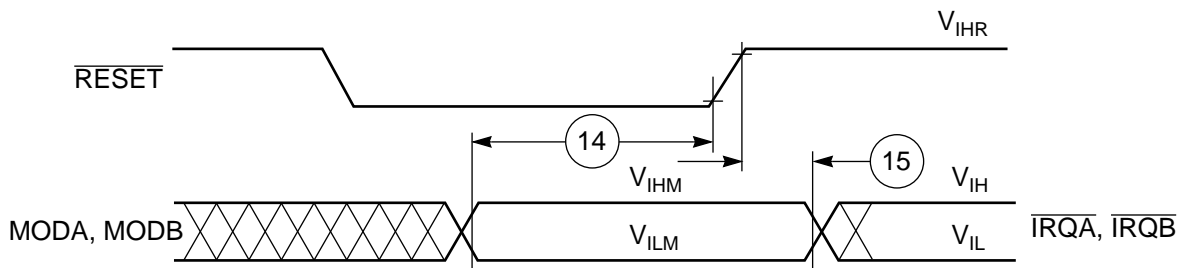 V_IHR
RESET
14
15
V_IHM
V_IH
MODA, MODB
V_ILM
V_IL
IRQA, IRQB